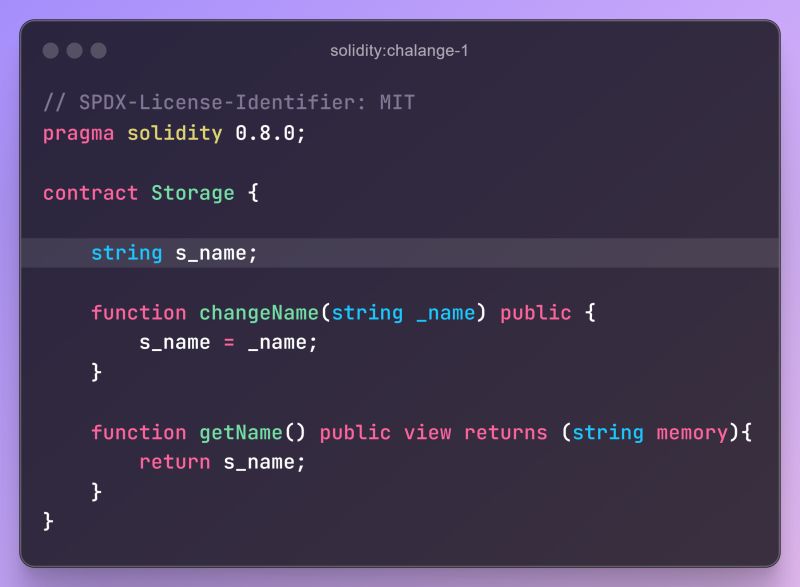 solidity:chalange-1
// SPDX-License-Identifier: MIT
pragma solidity 0.8.0;
contract Storage {
string s_name;
function changeName(string _name) public {
s_name = _name;
}
function getName() public view returns (string memory){
return s_name;
}
}